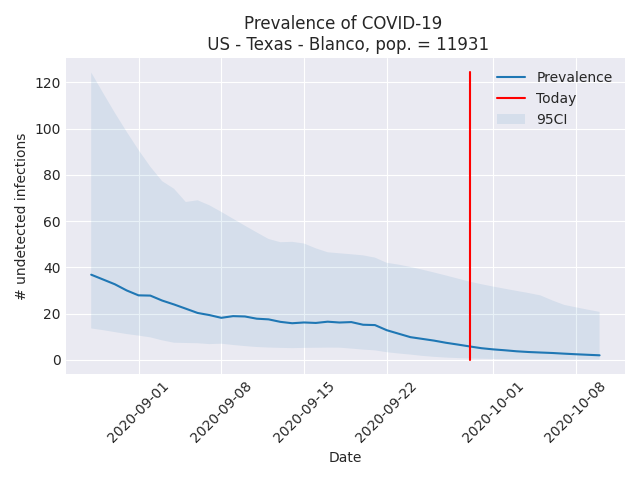 Prevalence of COVID-19
US - Texas - Blanco, pop. = 11931
Prevalence
Today
95CI
# undetected infections
120
100
80
60
40
20
0
2020-09-01
2020-09-08
2020-09-15
2020-09-22
2020-10-01
2020-10-08
Date